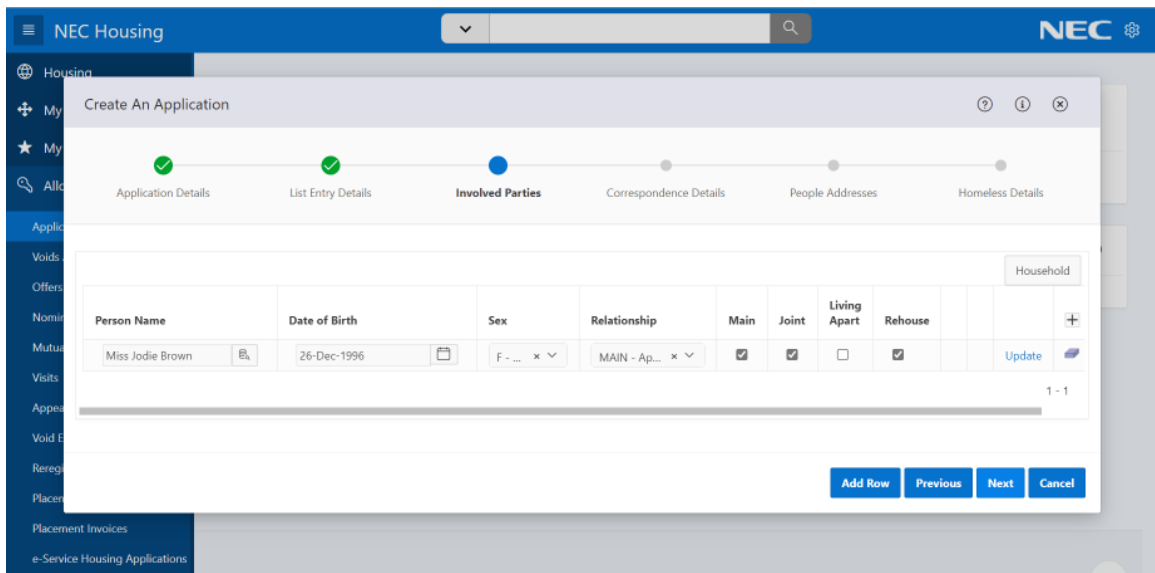 NEC Housing
NEC
Housing
My
My
Allo
Create An Application
Application Details
List Entry Details
Involved Parties
Correspondence Details
People Addresses
Homeless Details
Applic
Voids
Offers
Nomin
Mutua
Visits
Appea
Void E
Reregi
Placem
Placement Invoices
e-Service Housing Applications
Household
Person Name
Date of Birth
Sex
Relationship
Main
Joint
Living
Apart
Rehouse
Miss Jodie Brown
26-Dec-1996
F - ...
MAIN - Ap...
Update
1 - 1
Add Row
Previous
Next
Cancel